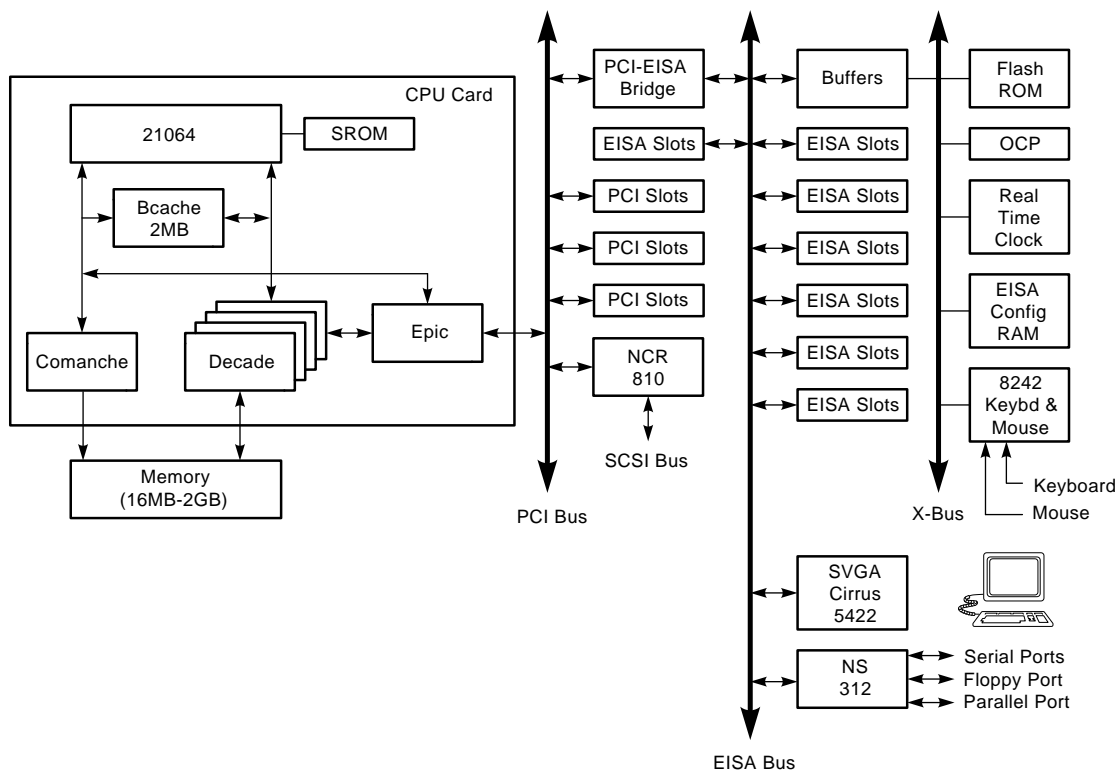 CPU Card
21064
SROM
Bcache
2MB
Comanche
Decade
Epic
Memory
(16MB-2GB)
PCI-EISA
Bridge
EISA Slots
PCI Slots
PCI Slots
PCI Slots
NCR
810
SCSI Bus
PCI Bus
Buffers
EISA Slots
EISA Slots
EISA Slots
EISA Slots
EISA Slots
EISA Slots
SVGA
Cirrus
5422
NS
312
Serial Ports
Floppy Port
Parallel Port
EISA Bus
Flash
ROM
OCP
Real
Time
Clock
EISA
Config
RAM
8242
Keybd &
Mouse
Keyboard
Mouse
X-Bus